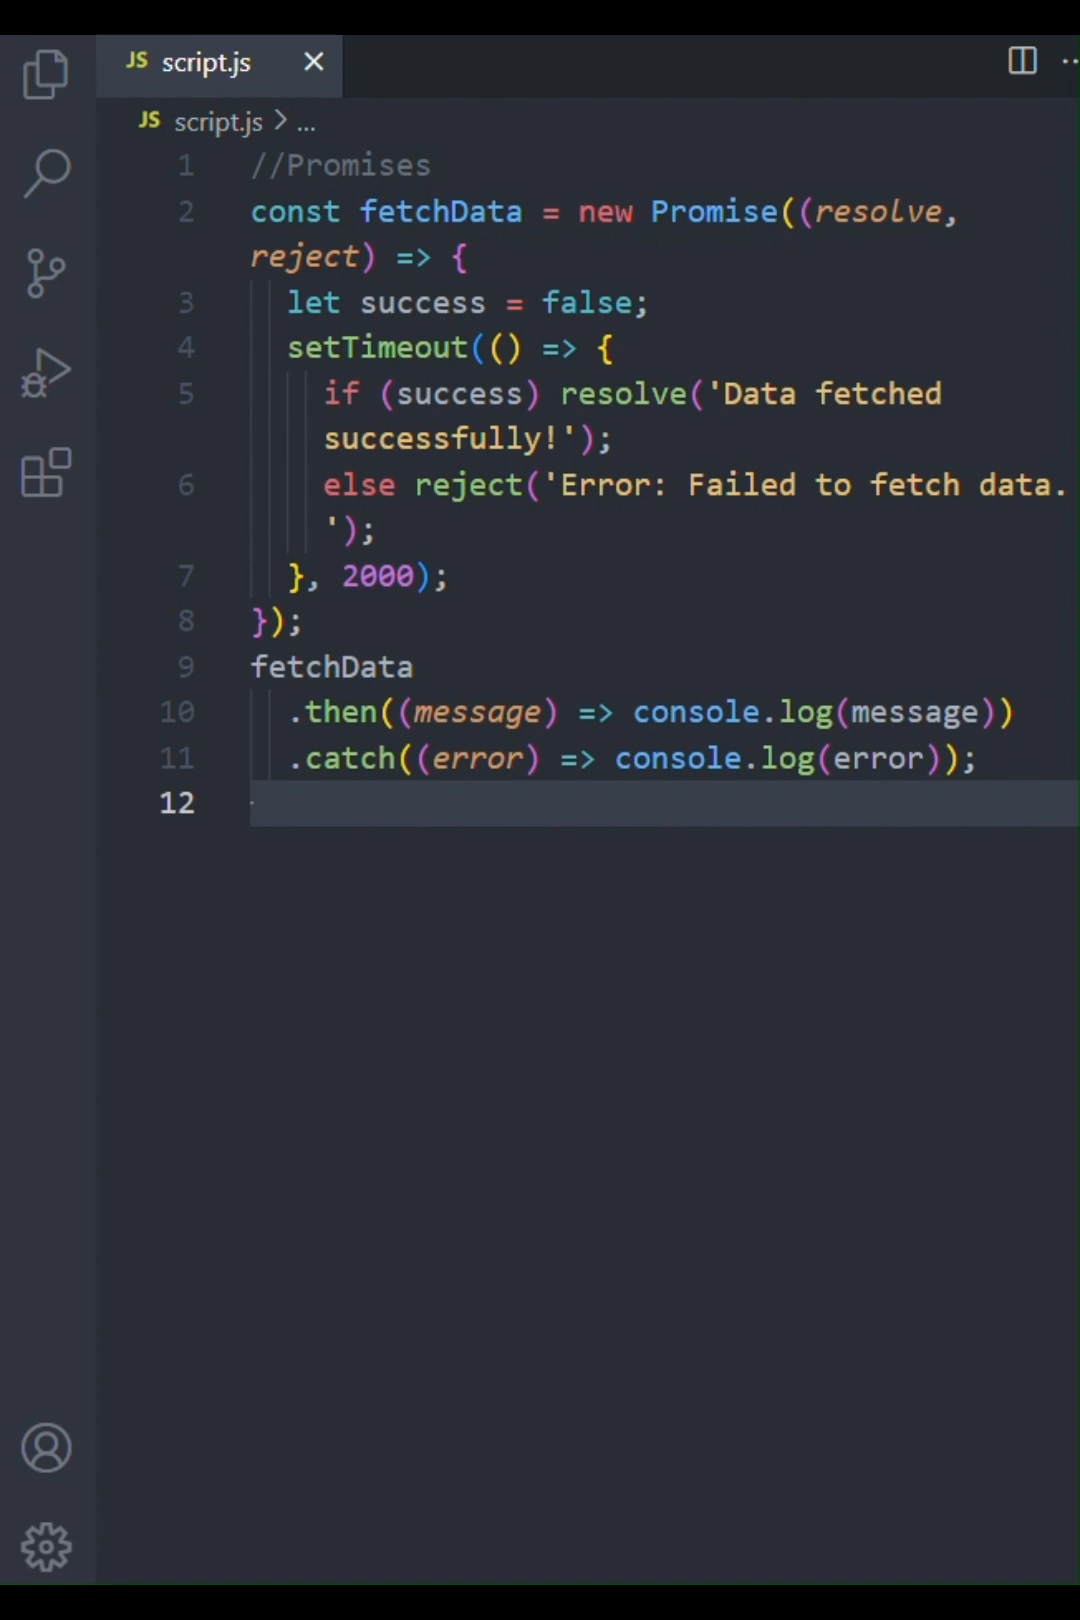 JS script.js ×
JS script.js > ...
1 //Promises
2 const fetchData = new Promise((resolve,
reject) => {
3 let success = false;
4 setTimeout(() => {
5 if (success) resolve('Data fetched
successfully!');
6 else reject('Error: Failed to fetch data.
');
7 }, 2000);
8 });
9 fetchData
10 .then((message) => console.log(message))
11 .catch((error) => console.log(error));
12